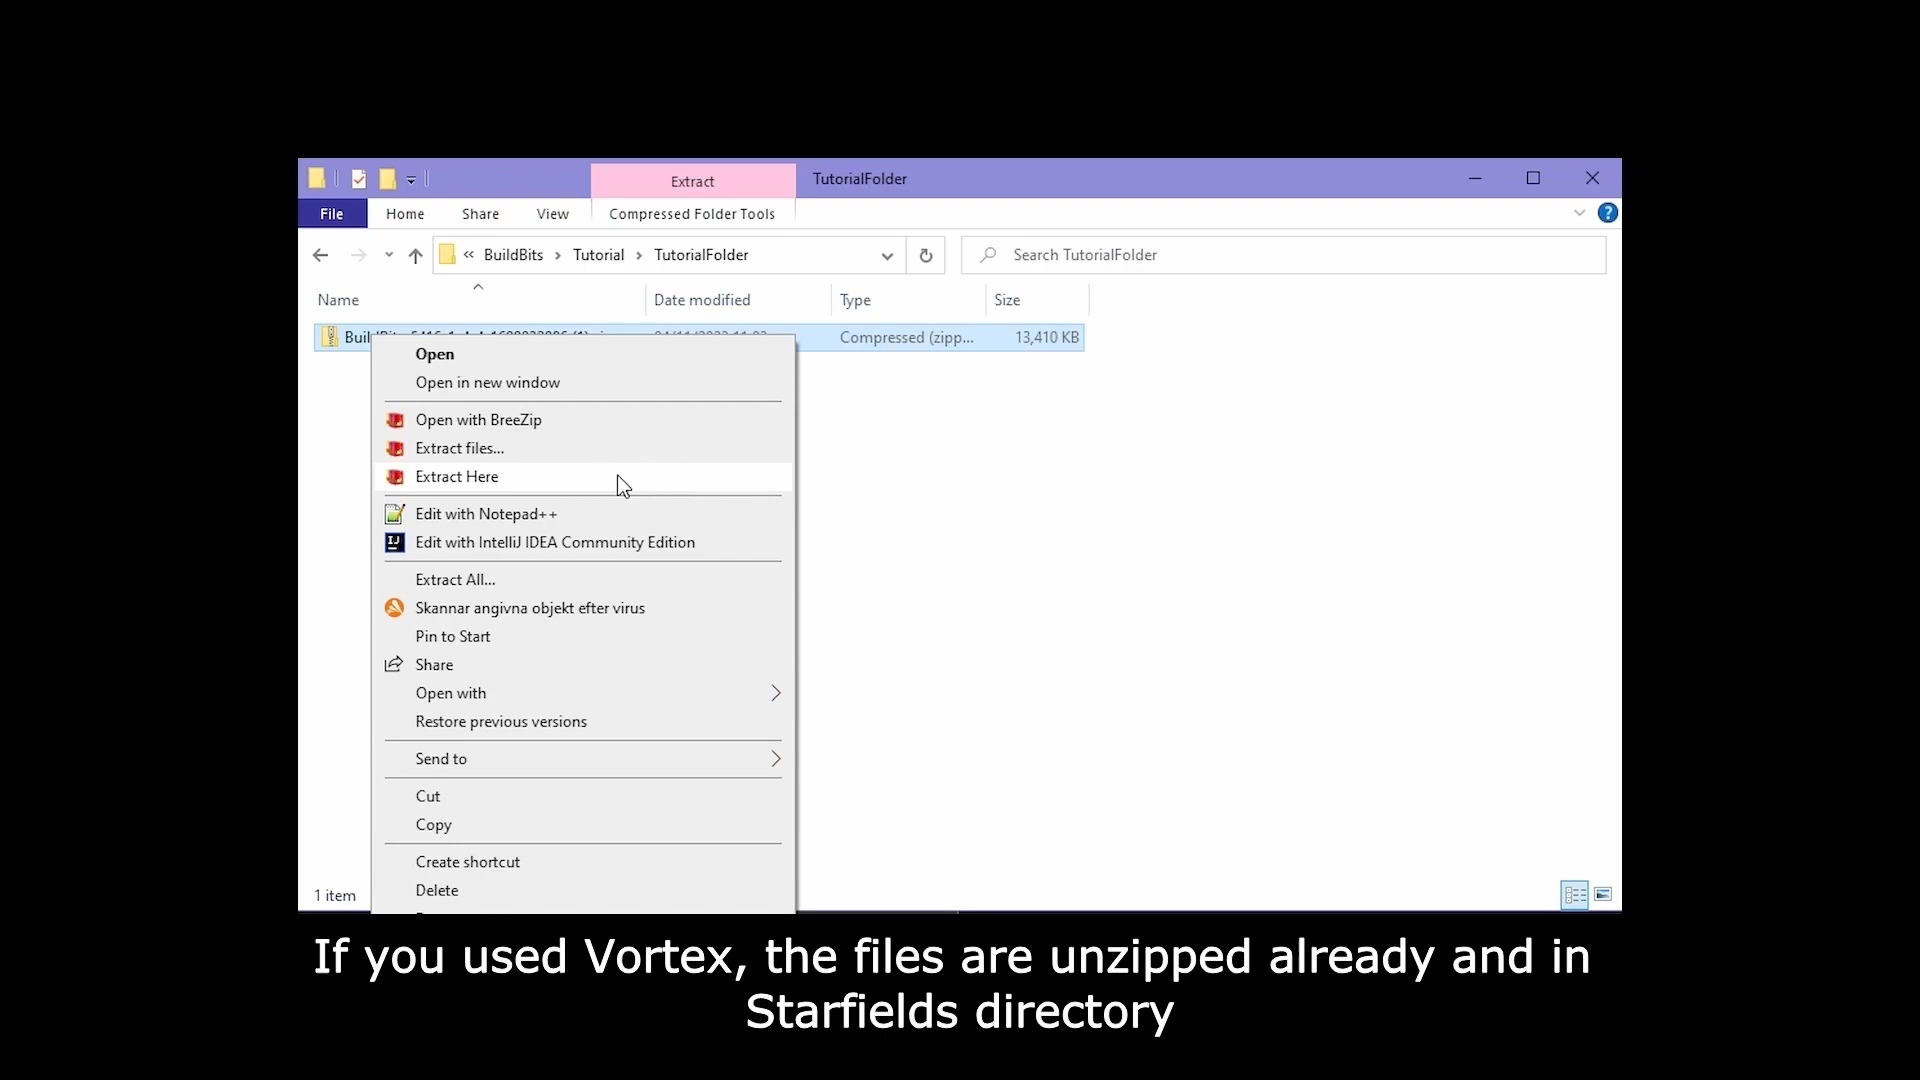 Extract
TutorialFolder
File
Home
Share
View
Compressed Folder Tools
« BuildBits › Tutorial › TutorialFolder
Search TutorialFolder
Name
Date modified
Type
Size
Compressed (zipp...
13,410 KB
Open
Open in new window
Open with BreeZip
Extract files...
Extract Here
Edit with Notepad++
Edit with IntelliJ IDEA Community Edition
Extract All...
Skannar angivna objekt efter virus
Pin to Start
Share
Open with
Restore previous versions
Send to
Cut
Copy
Create shortcut
Delete
1 item
If you used Vortex, the files are unzipped already and in
Starfields directory